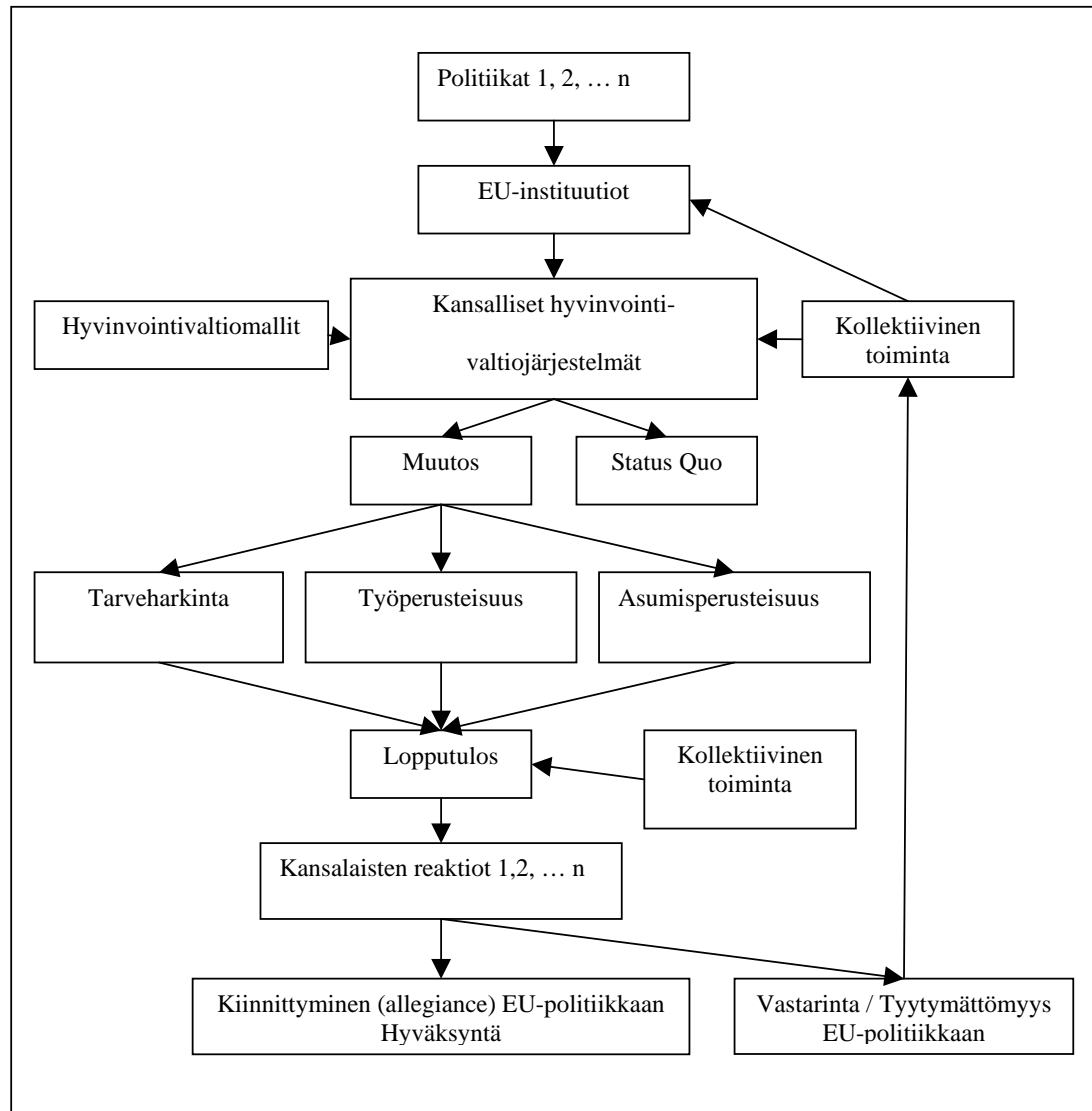 Politiikat 1, 2, … n
EU-instituutiot
Hyvinvointivaltiomallit
Kansalliset hyvinvointi-
valtiojärjestelmät
Kollektiivinen
toiminta
Muutos
Status Quo
Tarveharkinta
Työperusteisuus
Asumisperusteisuus
Lopputulos
Kollektiivinen
toiminta
Kansalaisten reaktiot 1,2, … n
Kiinnittyminen (allegiance) EU-politiikkaan
Hyväksyntä
Vastarinta / Tyytymättömyys
EU-politiikkaan